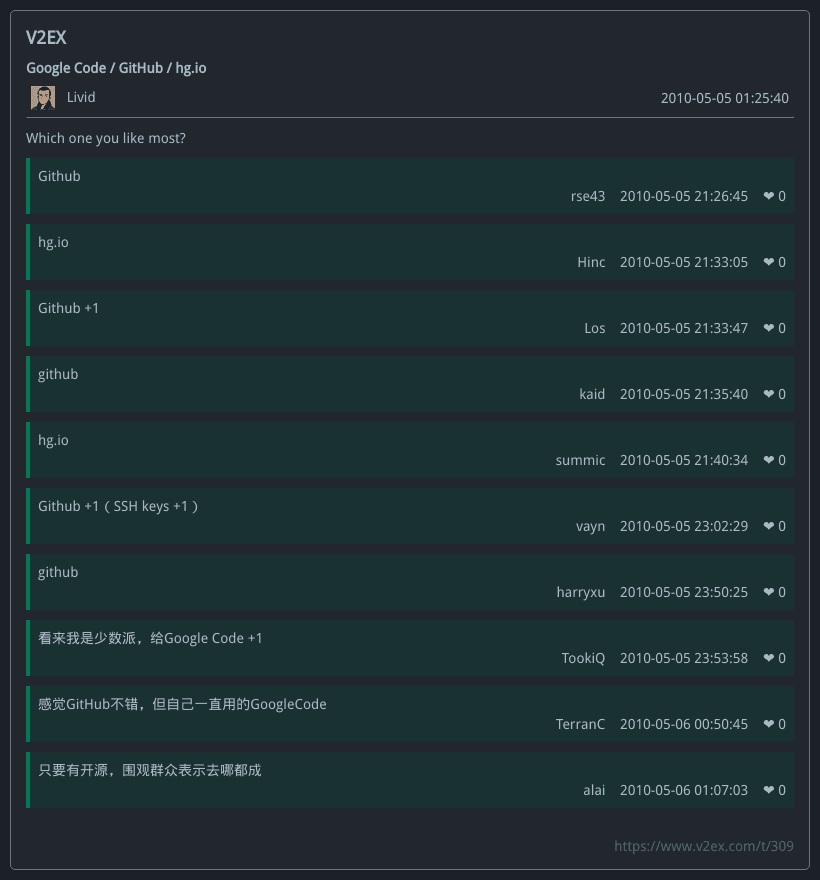 V2EX
Google Code / GitHub / hg.io
Livid 2010-05-05 01:25:40
Which one you like most?
Github
rse43 2010-05-05 21:26:45 ❤ 0
hg.io
Hinc 2010-05-05 21:33:05 ❤ 0
Github +1
Los 2010-05-05 21:33:47 ❤ 0
github
kaid 2010-05-05 21:35:40 ❤ 0
hg.io
summic 2010-05-05 21:40:34 ❤ 0
Github +1（SSH keys +1）
vayn 2010-05-05 23:02:29 ❤ 0
github
harryxu 2010-05-05 23:50:25 ❤ 0
看来我是少数派，给Google Code +1
TookiQ 2010-05-05 23:53:58 ❤ 0
感觉GitHub不错，但自己一直用的GoogleCode
TerranC 2010-05-06 00:50:45 ❤ 0
只要有开源，围观群众表示去哪都成
alai 2010-05-06 01:07:03 ❤ 0
https://www.v2ex.com/t/309